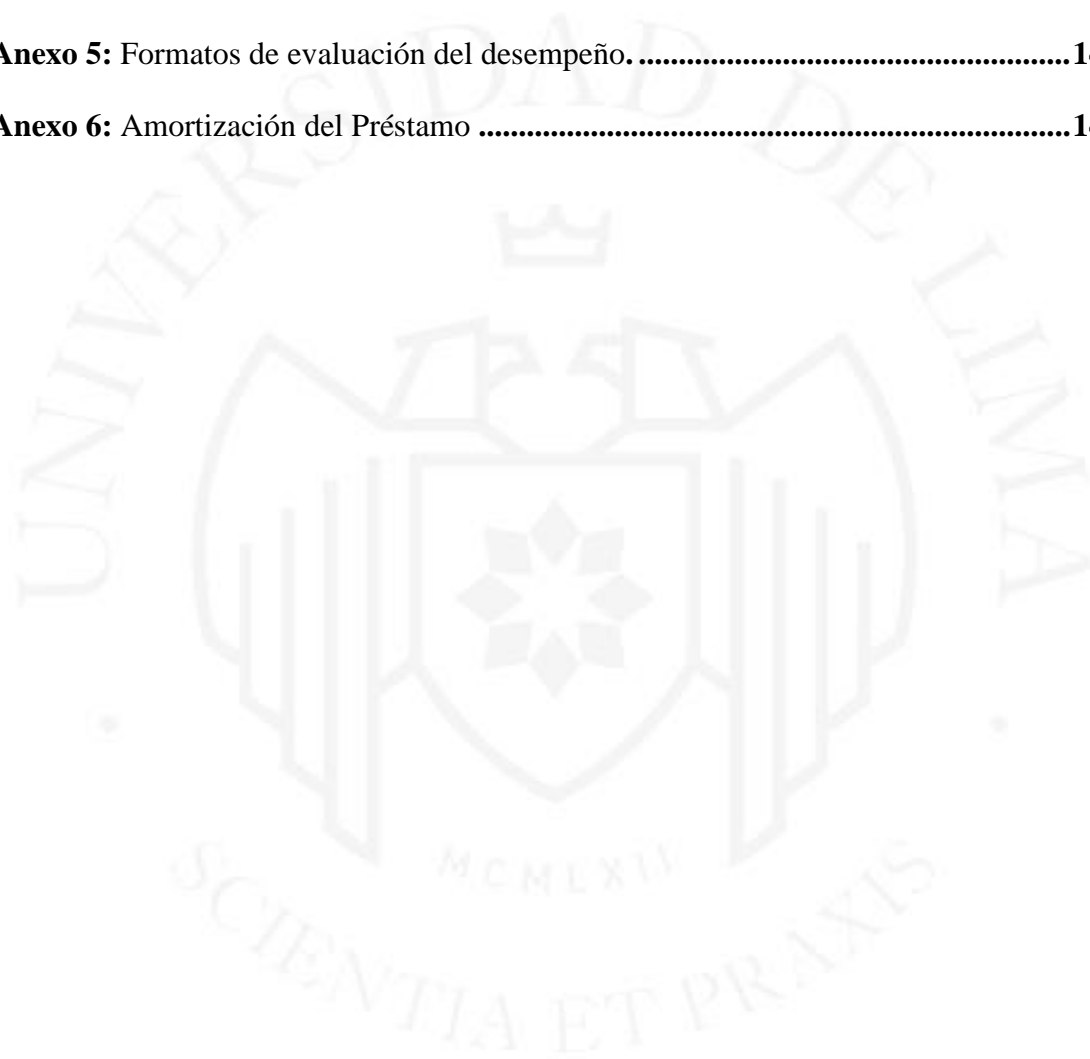 Anexo 5: Formatos de evaluación del desempeño. ......................................................
Anexo 6: Amortización del Préstamo ..........................................................................
UNIVERSIDAD DE LIMA
MCMLXII
SCIENTIA ET PRAXIS